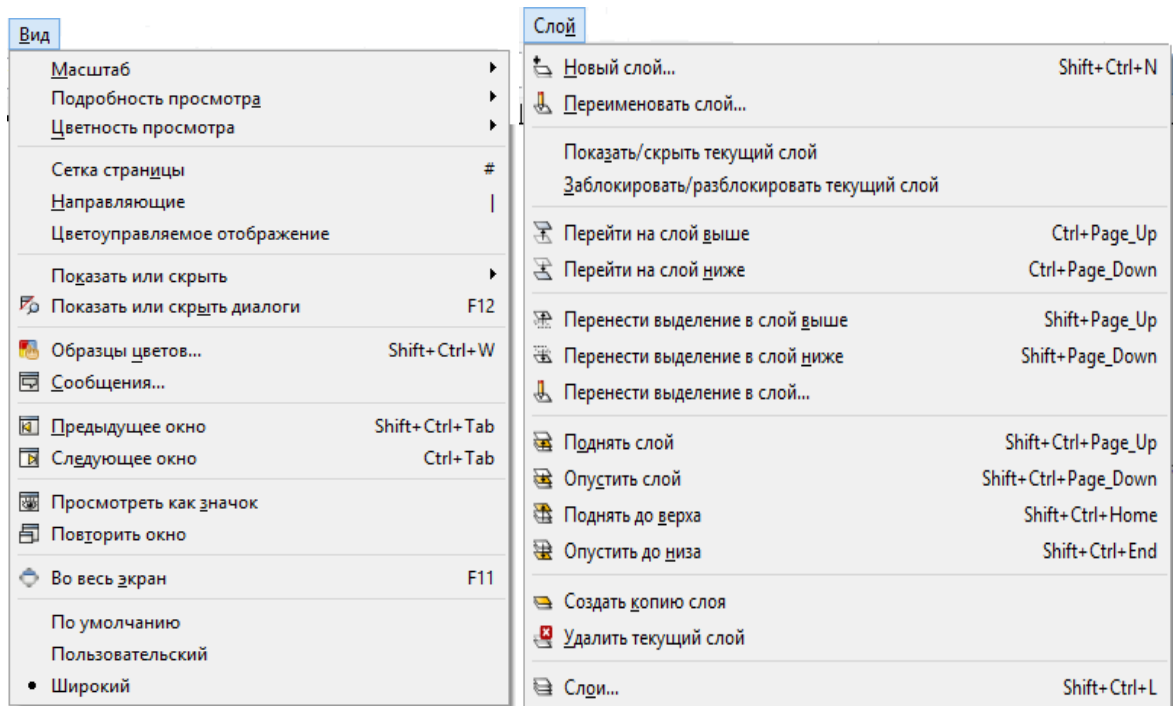 Вид
Масштаб
Подробность просмотра
Цветность просмотра
Сетка страницы #
Направляющие |
Цветоуправляемое отображение
Показать или скрыть
Показать или скрыть диалоги F12
Образцы цветов... Shift+Ctrl+W
Сообщения...
Предыдущее окно Shift+Ctrl+Tab
Следующее окно Ctrl+Tab
Просмотреть как значок
Повторить окно
Во весь экран F11
По умолчанию
Пользовательский
Широкий
Слой
Новый слой... Shift+Ctrl+N
Переименовать слой...
Показать/скрыть текущий слой
Заблокировать/разблокировать текущий слой
Перейти на слой выше Ctrl+Page_Up
Перейти на слой ниже Ctrl+Page_Down
Перенести выделение в слой выше Shift+Page_Up
Перенести выделение в слой ниже Shift+Page_Down
Перенести выделение в слой...
Поднять слой Shift+Ctrl+Page_Up
Опустить слой Shift+Ctrl+Page_Down
Поднять до верха Shift+Ctrl+Home
Опустить до низа Shift+Ctrl+End
Создать копию слоя
Удалить текущий слой
Слои... Shift+Ctrl+L